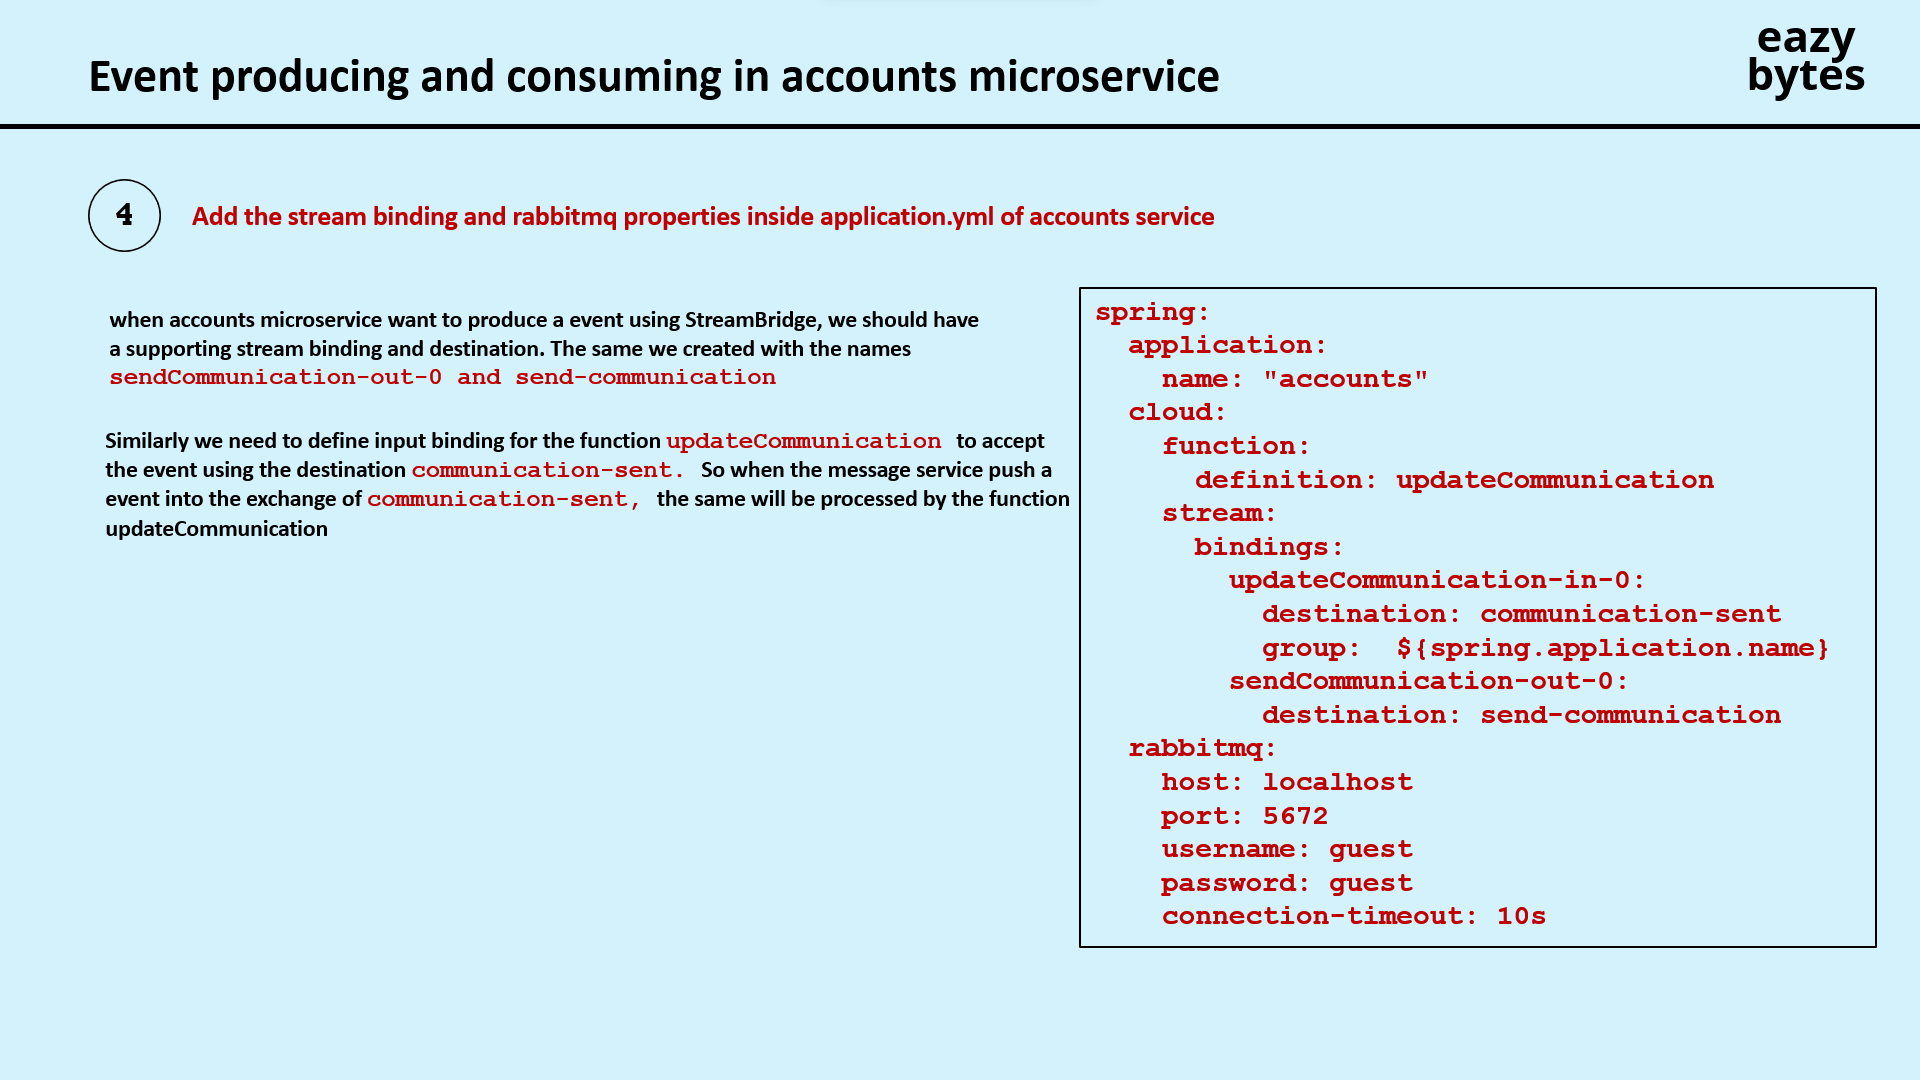 Event producing and consuming in accounts microservice
eazy
bytes
4
Add the stream binding and rabbitmq properties inside application.yml of accounts service
when accounts microservice want to produce a event using StreamBridge, we should have
a supporting stream binding and destination. The same we created with the names
sendCommunication-out-0 and send-communication
Similarly we need to define input binding for the function updateCommunication to accept
the event using the destination communication-sent. So when the message service push a
event into the exchange of communication-sent, the same will be processed by the function
updateCommunication
spring:
  application:
    name: "accounts"
  cloud:
    function:
      definition: updateCommunication
    stream:
      bindings:
        updateCommunication-in-0:
          destination: communication-sent
          group:  ${spring.application.name}
        sendCommunication-out-0:
          destination: send-communication
  rabbitmq:
    host: localhost
    port: 5672
    username: guest
    password: guest
    connection-timeout: 10s